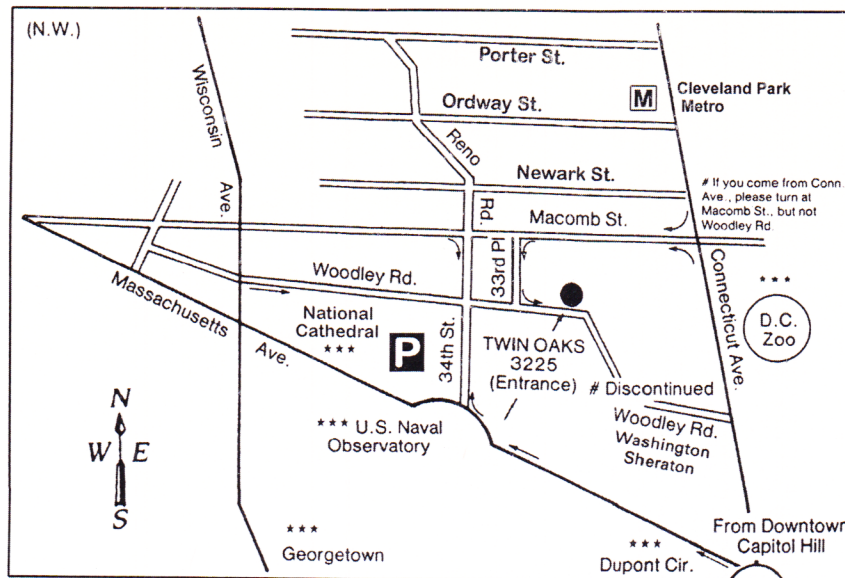 (N.W.)
Wisconsin
Ave.
Porter St.
Ordway St.
M
Cleveland Park
Metro
Reno
Rd.
Newark St.
# If you come from Conn.
Ave., please turn at
Macomb St., but not
Woodley Rd.
Macomb St.
33rd Pl
Woodley Rd.
Massachusetts
Ave.
National
Cathedral
***
P
34th St.
TWIN OAKS
3225
(Entrance)
# Discontinued
Woodley Rd.
Washington
Sheraton
Connecticut Ave.
***
D.C.
Zoo
*** U.S. Naval
Observatory
N
W E
S
***
Georgetown
***
Dupont Cir.
From Downtown
Capitol Hill